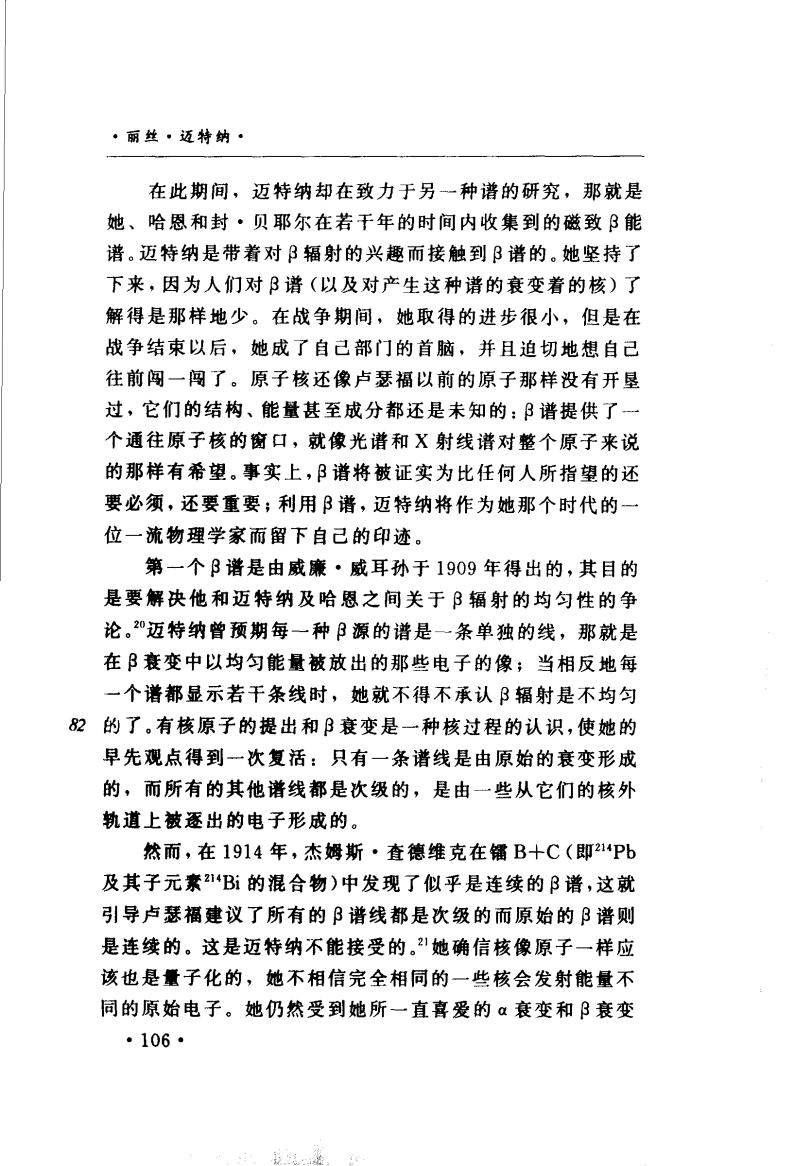 ·丽丝·迈特纳·
在此期间，迈特纳却在致力于另一种谱的研究，那就是
她、哈恩和封·贝耶尔在若干年的时间内收集到的磁致β能
谱。迈特纳是带着对β辐射的兴趣而接触到β谱的。她坚持了
下来，因为人们对β谱（以及对产生这种谱的衰变着的核）了
解得是那样地少。在战争期间，她取得的进步很小，但是在
战争结束以后，她成了自己部门的首脑，并且迫切地想自己
往前闯一闯了。原子核还像卢瑟福以前的原子那样没有开垦
过，它们的结构、能量甚至成分都还是未知的；β谱提供了一
个通往原子核的窗口，就像光谱和X射线谱对整个原子来说
的那样有希望。事实上，β谱将被证实为比任何人所指望的还
要必须，还要重要；利用β谱，迈特纳将作为她那个时代的一
位一流物理学家而留下自己的印迹。
第一个β谱是由威廉·威耳孙于1909年得出的，其目的
是要解决他和迈特纳及哈恩之间关于β辐射的均匀性的争
论。²⁰迈特纳曾预期每一种β源的谱是一条单独的线，那就是
在β衰变中以均匀能量被放出的那些电子的像；当相反地每
一个谱都显示若干条线时，她就不得不承认β辐射是不均匀
82 的了。有核原子的提出和β衰变是一种核过程的认识，使她的
早先观点得到一次复活：只有一条谱线是由原始的衰变形成
的，而所有的其他谱线都是次级的，是由一些从它们的核外
轨道上被逐出的电子形成的。
然而，在1914年，杰姆斯·查德维克在镭B+C（即²¹⁴Pb
及其子元素²¹⁴Bi的混合物）中发现了似乎是连续的β谱，这就
引导卢瑟福建议了所有的β谱线都是次级的而原始的β谱则
是连续的。这是迈特纳不能接受的。²¹她确信核像原子一样应
该也是量子化的，她不相信完全相同的一些核会发射能量不
同的原始电子。她仍然受到她所一直喜爱的α衰变和β衰变
·106·